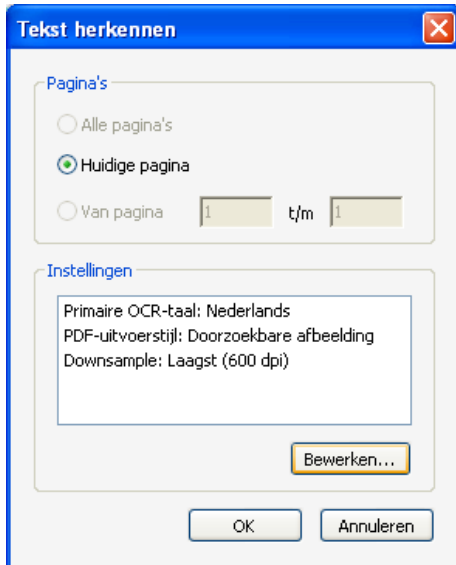 Tekst herkennen
Pagina's
Alle pagina's
Huidige pagina
Van pagina 1 t/m 1
Instellingen
Primaire OCR-taal: Nederlands
PDF-uitvoerstijl: Doorzoekbare afbeelding
Downsample: Laagst (600 dpi)
Bewerken...
OK Annuleren